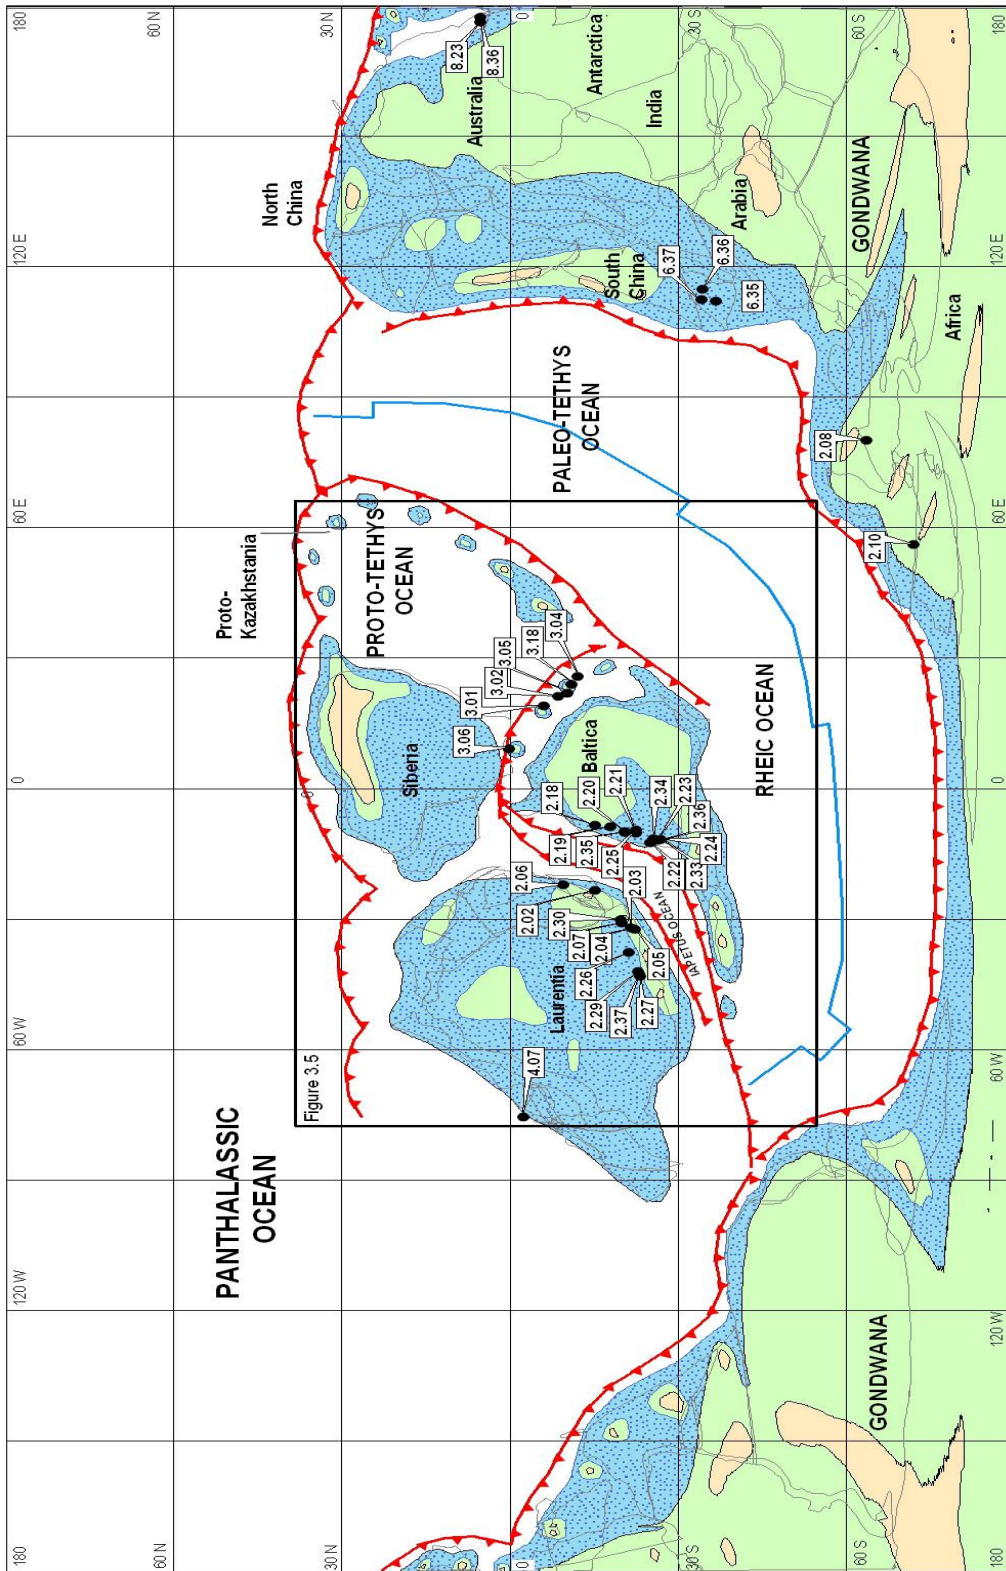 180
120 W
60 W
0
60 E
120 E
180
60 N
60 N
PANTHALASSIC
OCEAN
Proto-
Kazakhstania
North
China
30 N
30 N
Figure 3.5
Siberia
PROTO-TETHYS
OCEAN
3.06
3.01
3.02
3.05
3.18
3.04
8.23
8.36
Australia
0
0
4.07
Laurentia
2.06
2.02
2.30
2.07
2.04
2.26
2.29
2.37
2.27
2.05
2.03
2.18
2.19
2.20
2.35
2.21
2.25
2.34
2.22
2.23
2.33
2.36
2.24
Baltica
IAPETUS OCEAN
PALEO-TETHYS
OCEAN
South
China
Antarctica
India
6.37
6.36
6.35
Arabia
30 S
30 S
RHEIC OCEAN
2.08
2.10
60 S
60 S
GONDWANA
GONDWANA
Africa
180
120 W
60 W
0
60 E
120 E
180